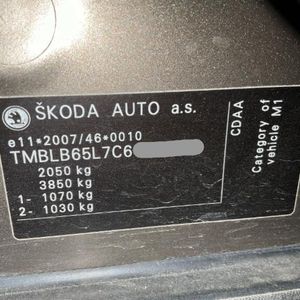 ŠKODA AUTO a.s.
e11*2007/46*0010
TMBLB65L7C6
2050 kg
3850 kg
1- 1070 kg
2- 1030 kg
CDAA
Category of
vehicle M1